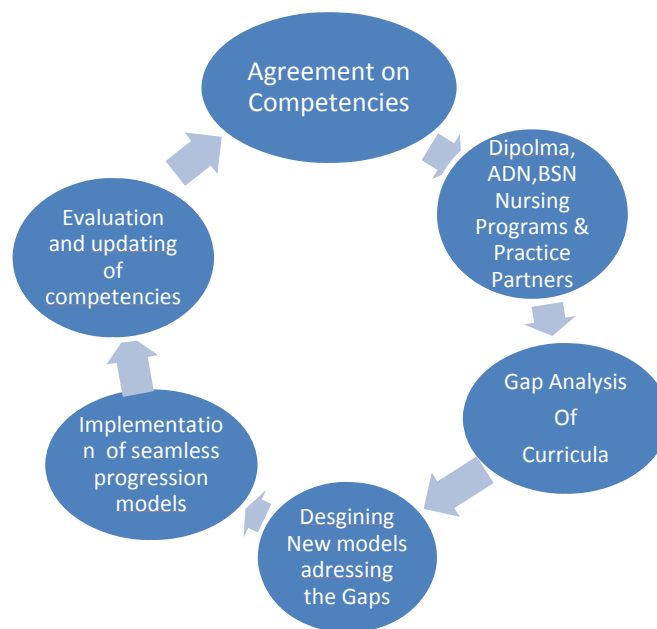 Agreement on
Competencies
Dipolma,
ADN,BSN
Nursing
Programs &
Practice
Partners
Gap Analysis
Of
Curricula
Desgining
New models
adressing
the Gaps
Implementatio
n of seamless
progression
models
Evaluation
and updating
of
competencies